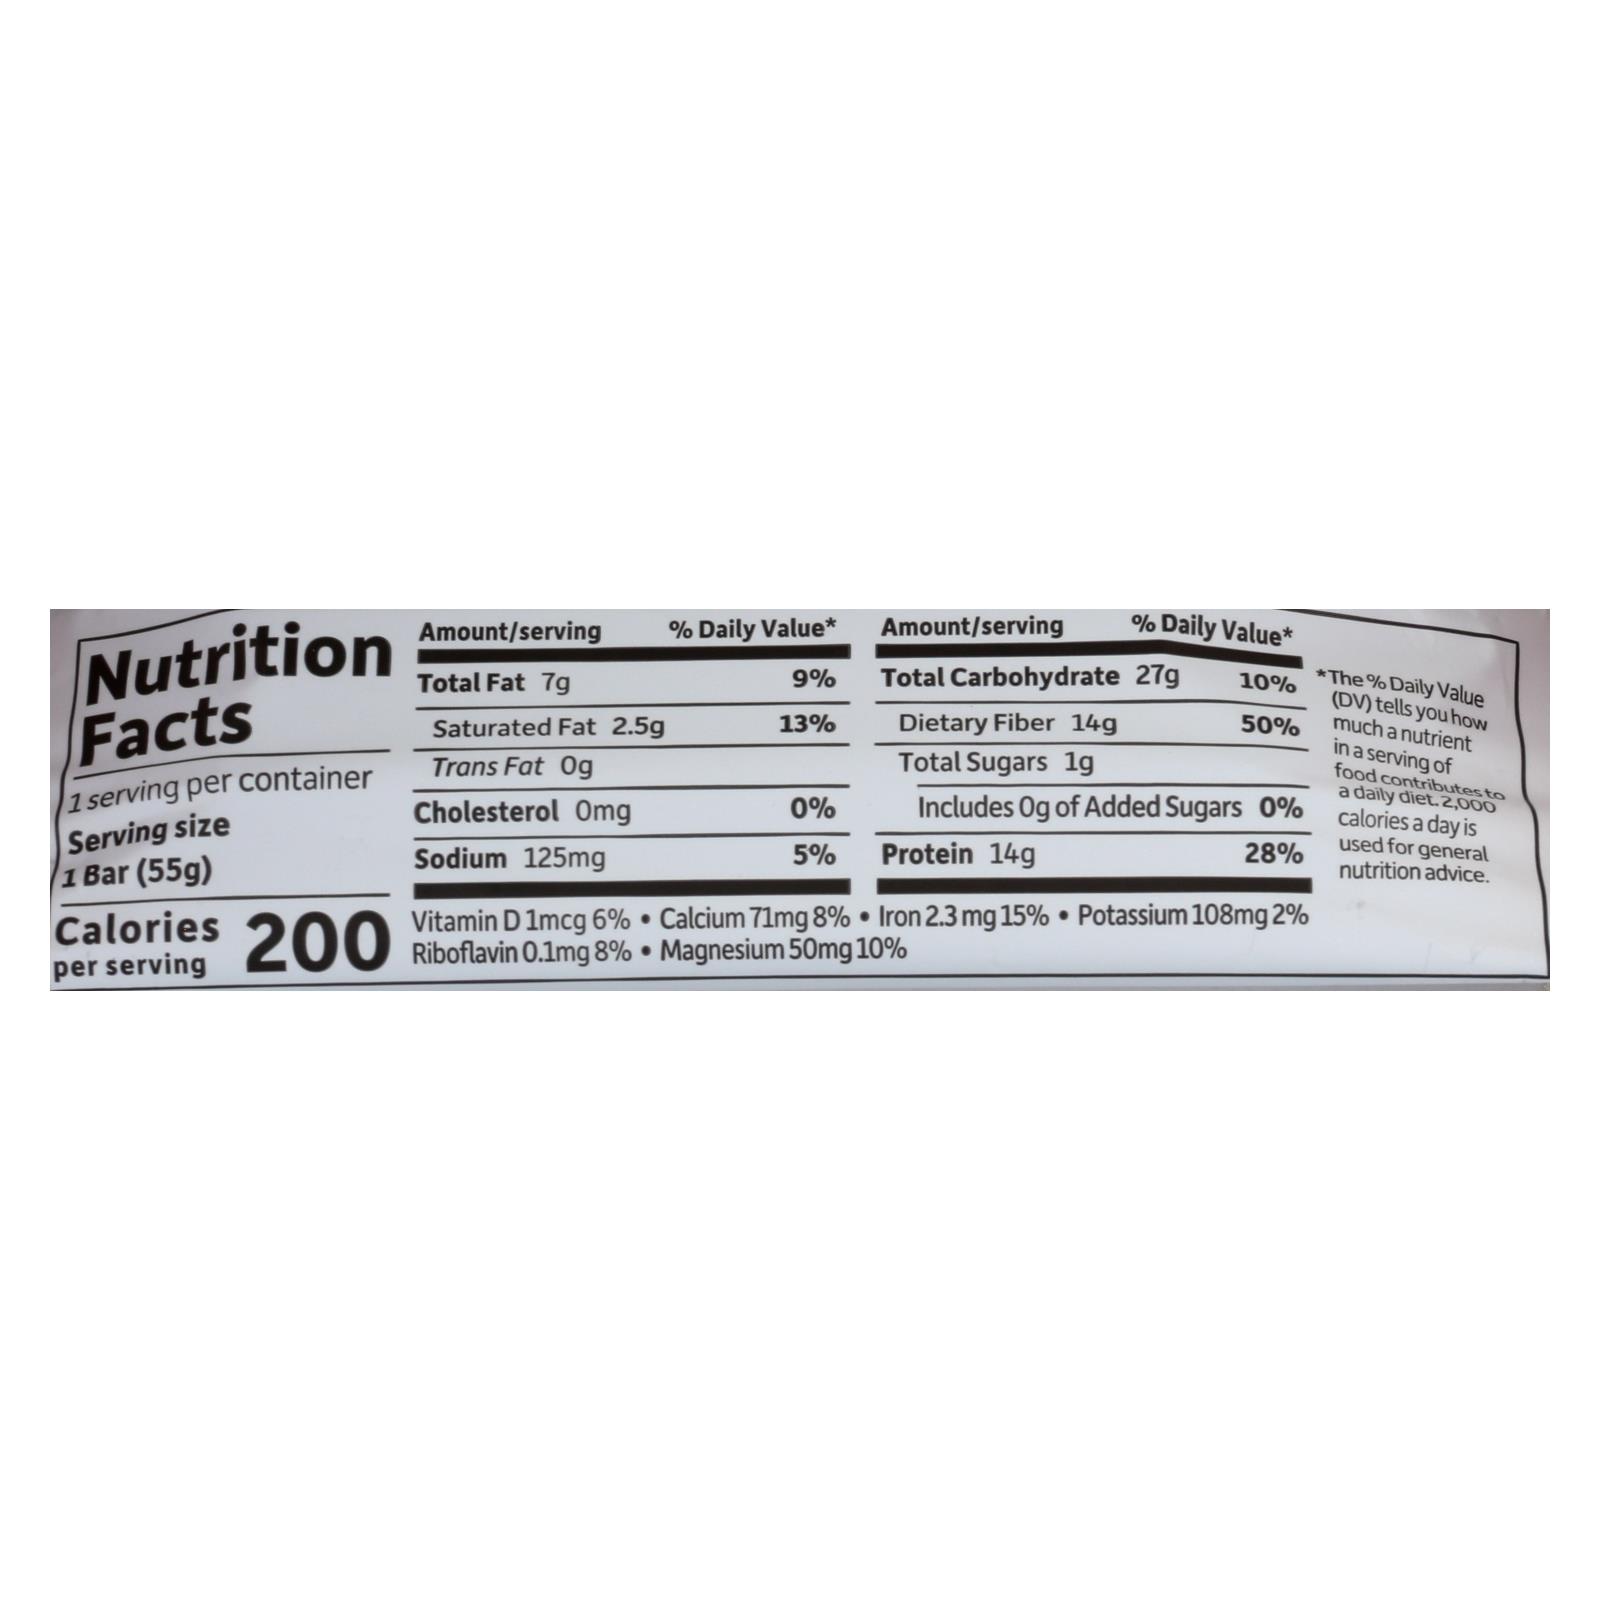 Nutrition
Facts
1 serving per container
Serving size
1 Bar (55g)
Calories
per serving
200
Amount/serving % Daily Value*
Total Fat 7g 9%
Saturated Fat 2.5g 13%
Trans Fat 0g
Cholesterol 0mg 0%
Sodium 125mg 5%
Amount/serving % Daily Value*
Total Carbohydrate 27g 10%
Dietary Fiber 14g 50%
Total Sugars 1g
Includes 0g of Added Sugars 0%
Protein 14g 28%
Vitamin D 1mcg 6% • Calcium 71mg 8% • Iron 2.3 mg 15% • Potassium 108mg 2%
Riboflavin 0.1mg 8% • Magnesium 50mg 10%
*The % Daily Value
(DV) tells you how
much a nutrient
in a serving of
food contributes to
a daily diet. 2,000
calories a day is
used for general
nutrition advice.